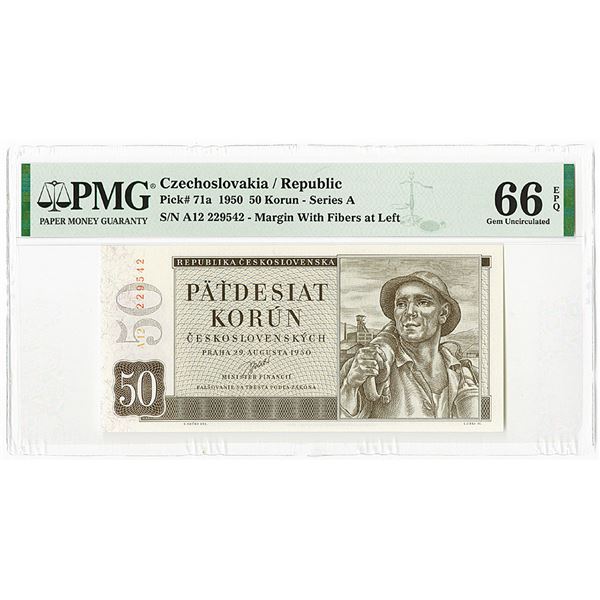 PMG®
PAPER MONEY GUARANTY
Czechoslovakia / Republic
Pick# 71a 1950 50 Korun - Series A
S/N A12 229542 - Margin With Fibers at Left
66 EPQ
Gem Uncirculated
50
A12 229542
REPUBLIKA ČESKOSLOVENSKÁ
PÄŤDESIAT
KORÚN
ČESKOSLOVENSKÝCH
PRAHA 29. AUGUSTA 1950
MINISTER FINANCIÍ
FALŠOVANIE SA TRESTÁ PODĽA ZÁKONA
50